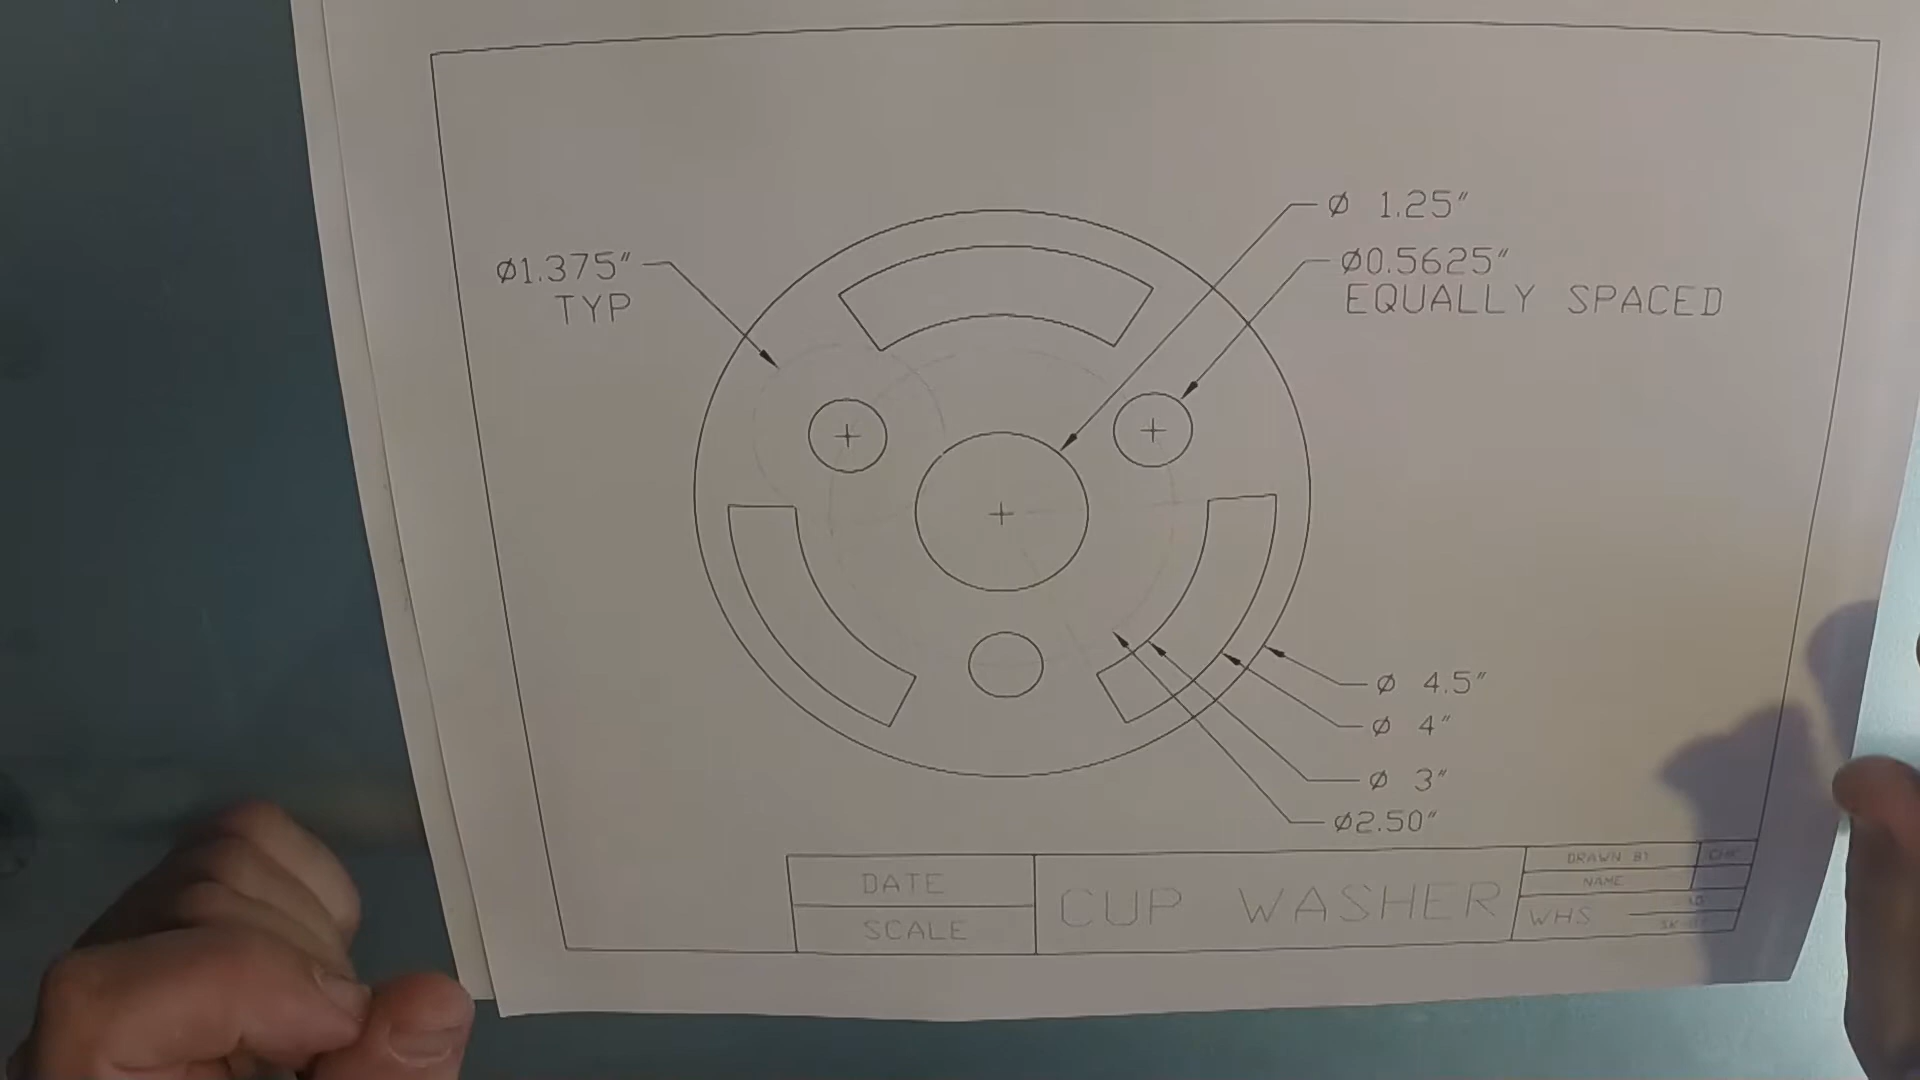 Ø 1.25"
Ø1.375"
TYP
Ø0.5625"
EQUALLY SPACED
Ø 4.5"
Ø 4"
Ø 3"
Ø2.50"
DATE
SCALE
CUP WASHER
DRAWN BY
NAME
WHS